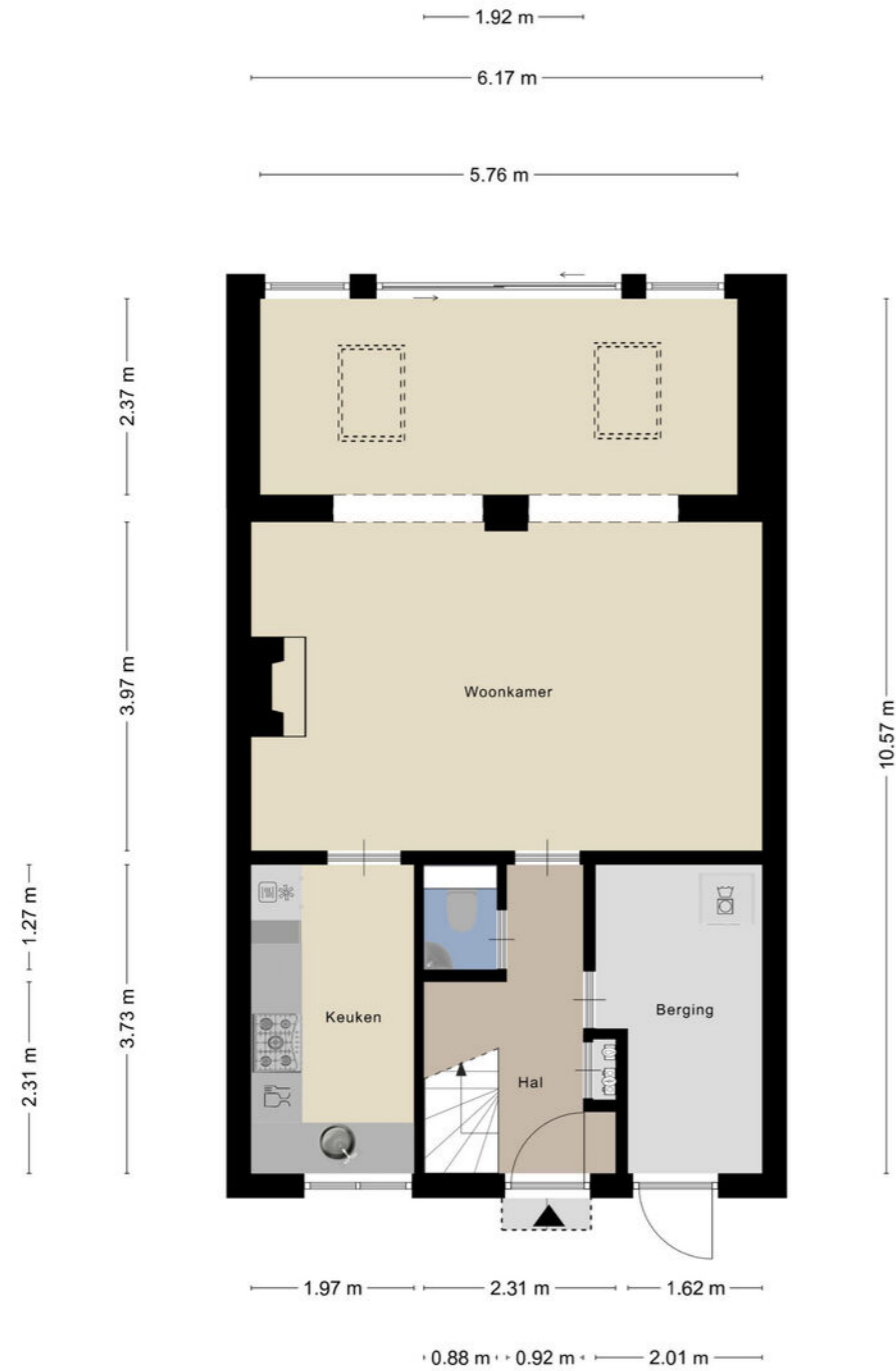 1.92 m
6.17 m
5.76 m
2.37 m
3.97 m
10.57 m
Woonkamer
1.27 m
3.73 m
2.31 m
Keuken
Berging
Hal
1.97 m
2.31 m
1.62 m
0.88 m
0.92 m
2.01 m